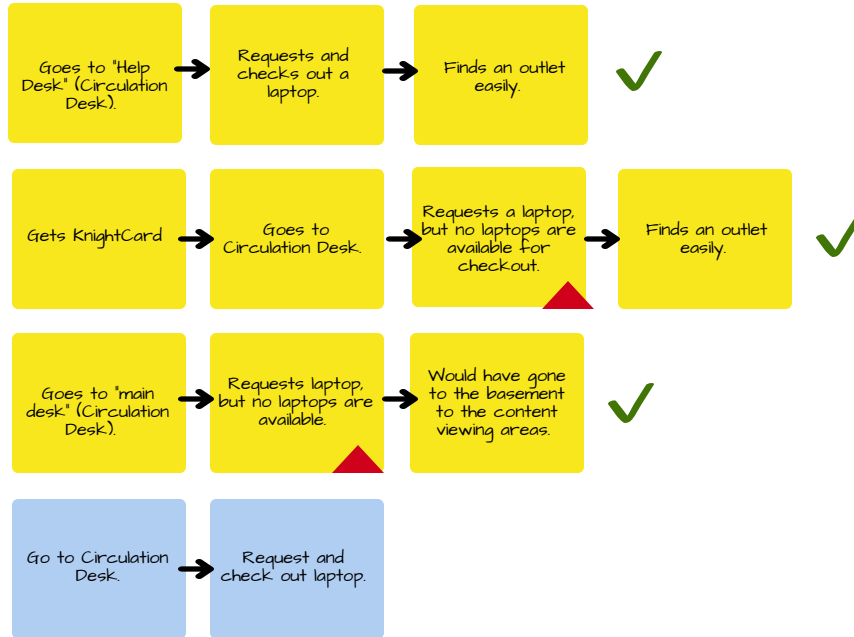 Goes to "Help
Desk" (Circulation
Desk).
Requests and
checks out a
laptop.
Finds an outlet
easily.
Gets KnightCard
Goes to
Circulation Desk.
Requests a laptop,
but no laptops are
available for
checkout.
Finds an outlet
easily.
Goes to "main
desk" (Circulation
Desk).
Requests laptop,
but no laptops are
available.
Would have gone
to the basement
to the content
viewing areas.
Go to Circulation
Desk.
Request and
check out laptop.